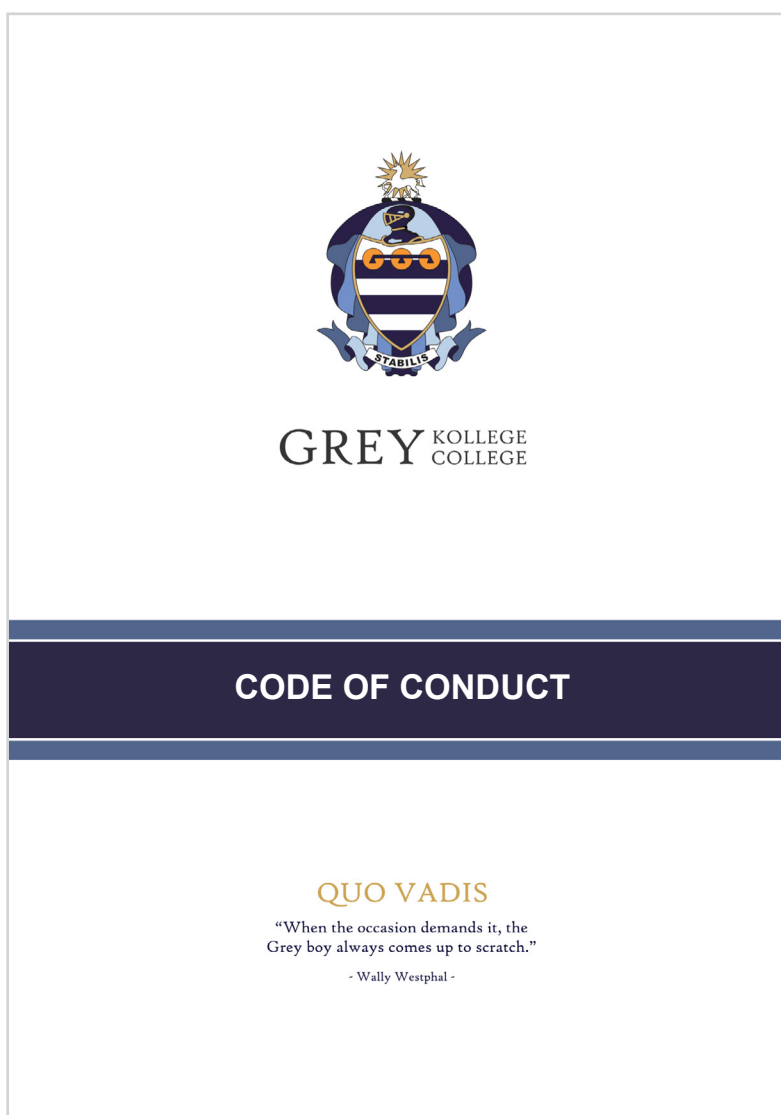 STABILIS
GREY KOLLEGE
COLLEGE
CODE OF CONDUCT
QUO VADIS
“When the occasion demands it, the
Grey boy always comes up to scratch.”
- Wally Westphal -